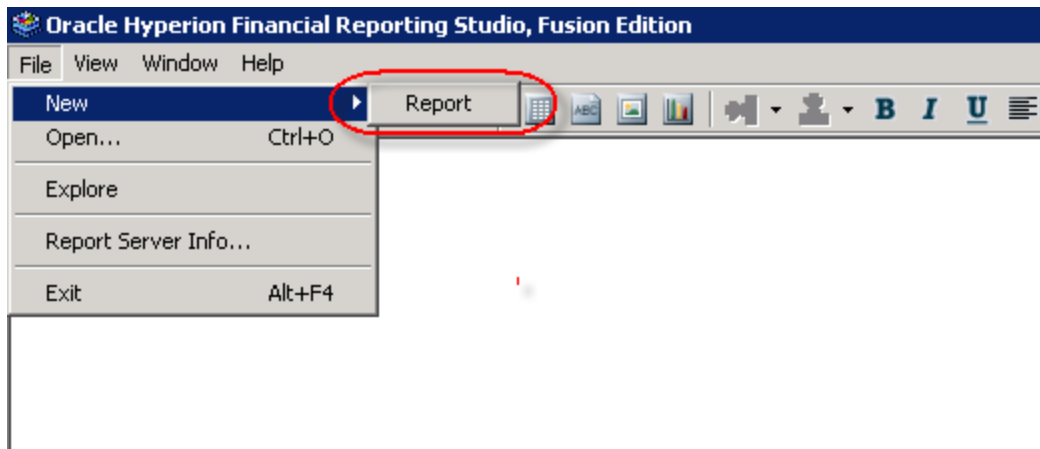 Oracle Hyperion Financial Reporting Studio, Fusion Edition
File View Window Help
New Report ABC B I U
Open... Ctrl+O
Explore
Report Server Info...
Exit Alt+F4